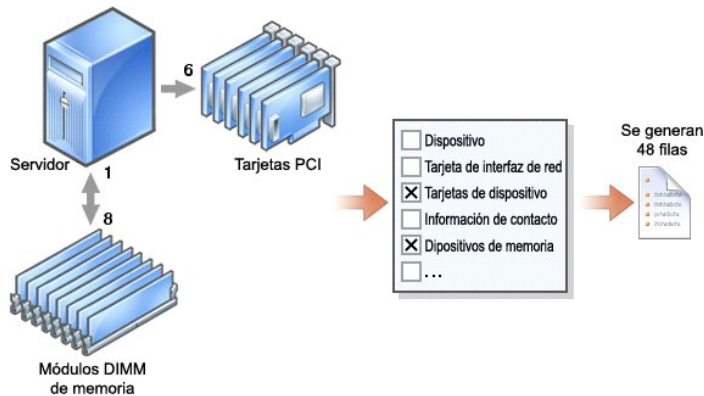 6
Servidor
1
Tarjetas PCI
8
Módulos DIMM
de memoria
Dispositivo
Tarjeta de interfaz de red
Tarjetas de dispositivo
Información de contacto
Dipositivos de memoria
...
Se generan
48 filas